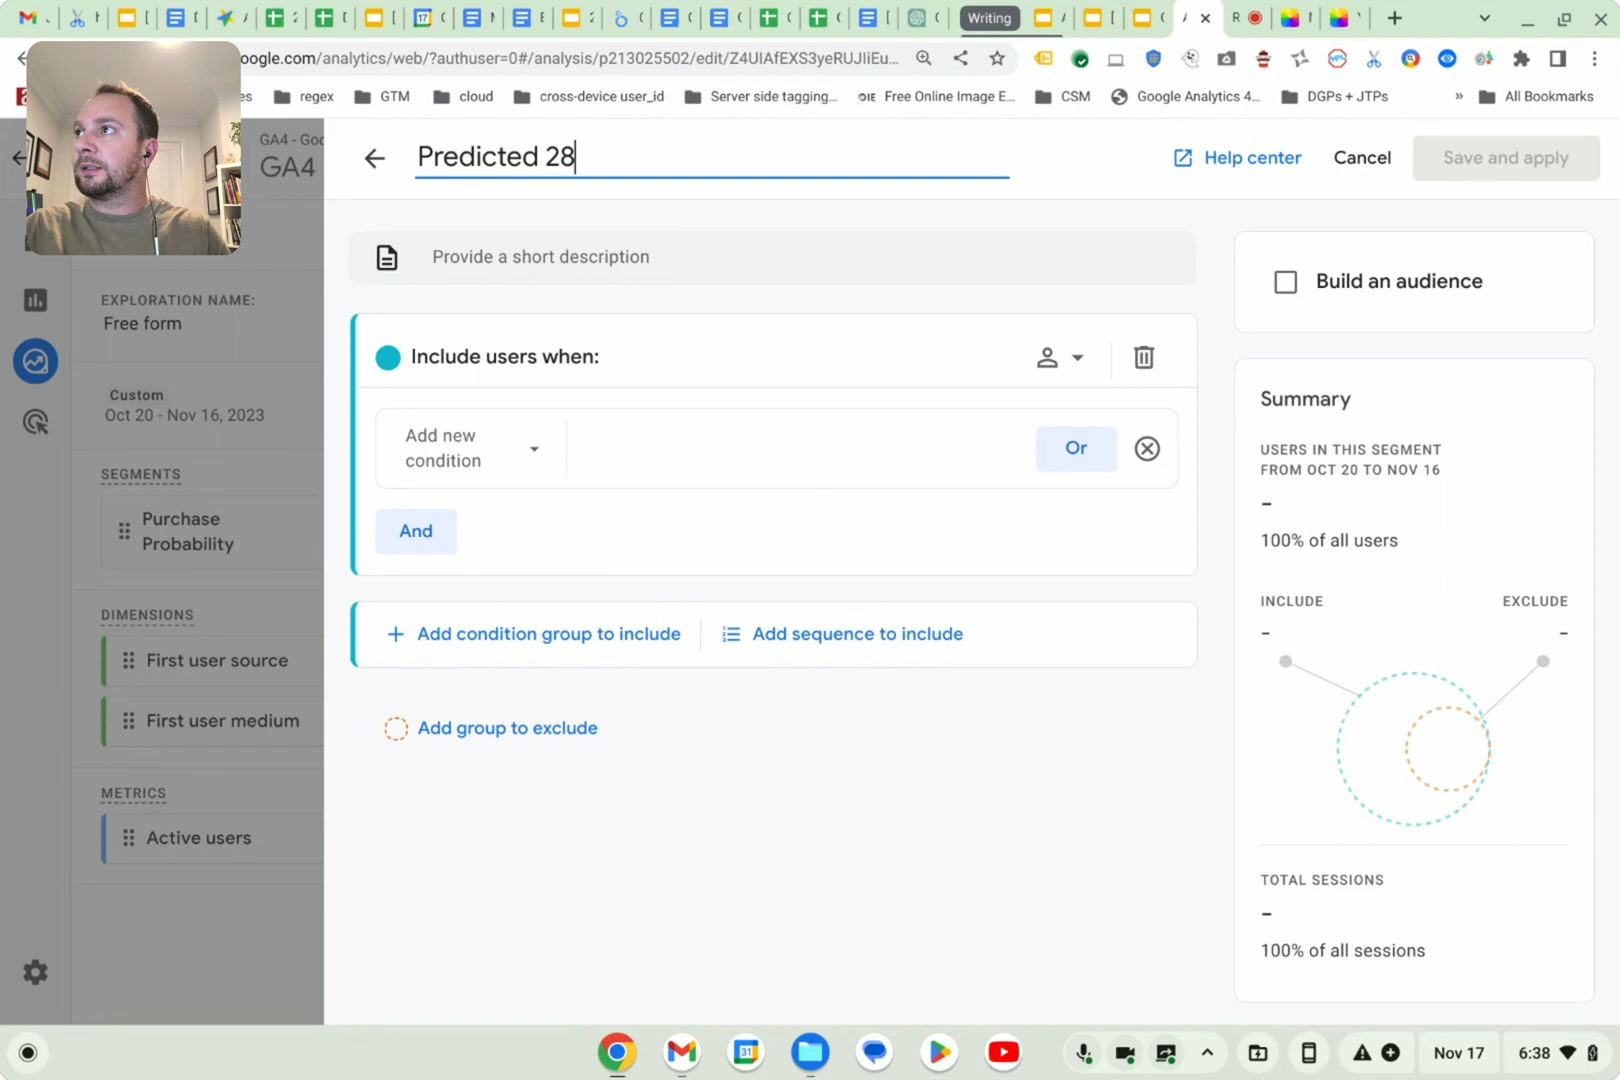 Writing
oogle.com/analytics/web/?authuser=0#/analysis/p213025502/edit/Z4UIAfEXS3yeRUJIiEu...
regex
GTM
cloud
cross-device user_id
Server side tagging...
OIE Free Online Image E...
CSM
Google Analytics 4...
DGPs + JTPs
»
All Bookmarks
GA4 - Goo
GA4
Predicted 28
Help center
Cancel
Save and apply
Provide a short description
Build an audience
EXPLORATION NAME:
Free form
Include users when:
Custom
Oct 20 - Nov 16, 2023
Add new
condition
Or
And
SEGMENTS
Purchase
Probability
Summary
USERS IN THIS SEGMENT
FROM OCT 20 TO NOV 16
–
100% of all users
DIMENSIONS
First user source
First user medium
Add condition group to include
Add sequence to include
INCLUDE
EXCLUDE
–
–
Add group to exclude
METRICS
Active users
TOTAL SESSIONS
–
100% of all sessions
31
Nov 17
6:38